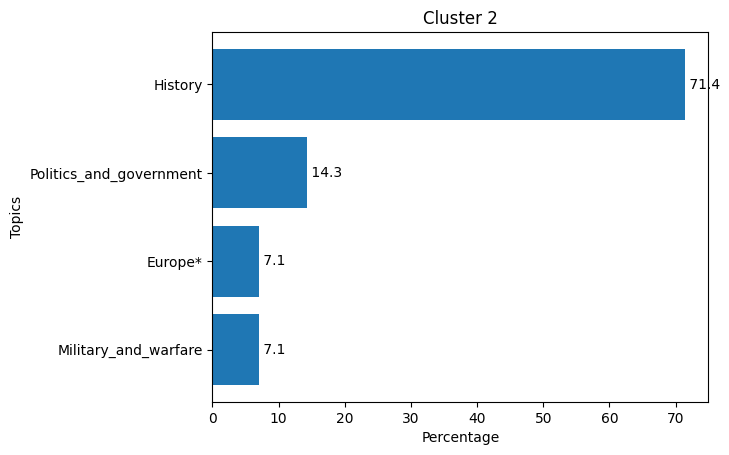 Cluster 2
History
71.4
Politics_and_government
14.3
Europe*
7.1
Military_and_warfare
7.1
Topics
0 10 20 30 40 50 60 70
Percentage